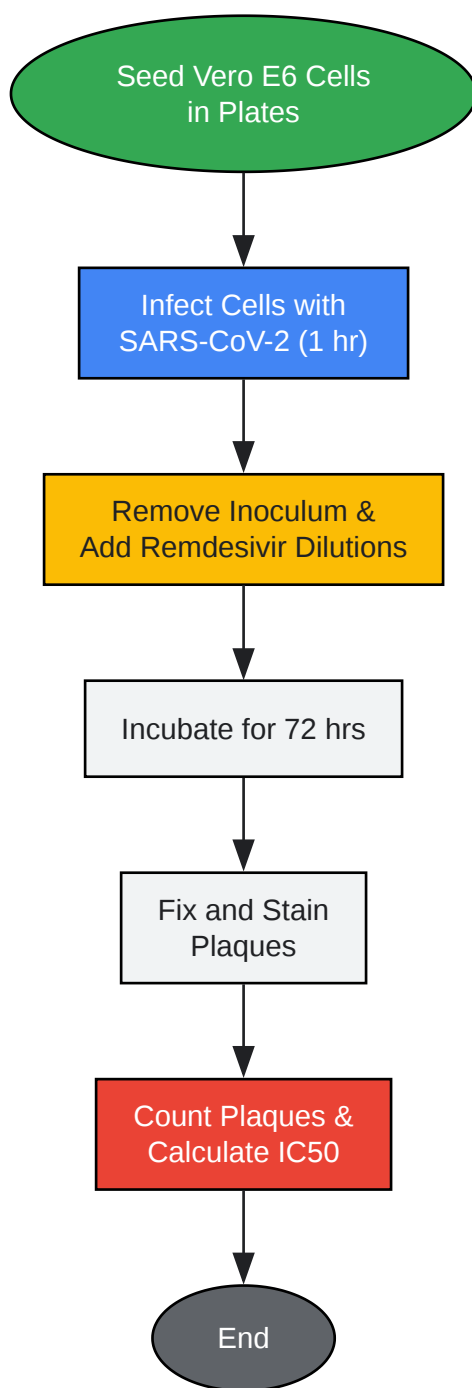 Seed Vero E6 Cells
in Plates
Infect Cells with
SARS-CoV-2 (1 hr)
Remove Inoculum &
Add Remdesivir Dilutions
Incubate for 72 hrs
Fix and Stain
Plaques
Count Plaques &
Calculate IC50
End